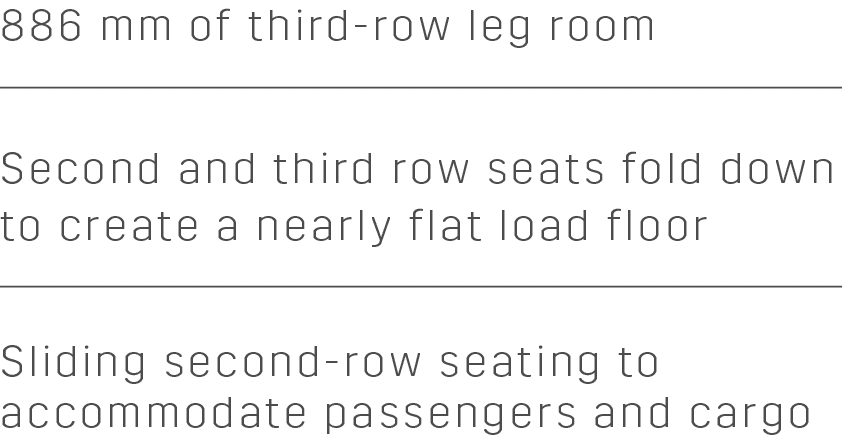 886 mm of third-row leg room
Second and third row seats fold down
to create a nearly flat load floor
Sliding second-row seating to
accommodate passengers and cargo